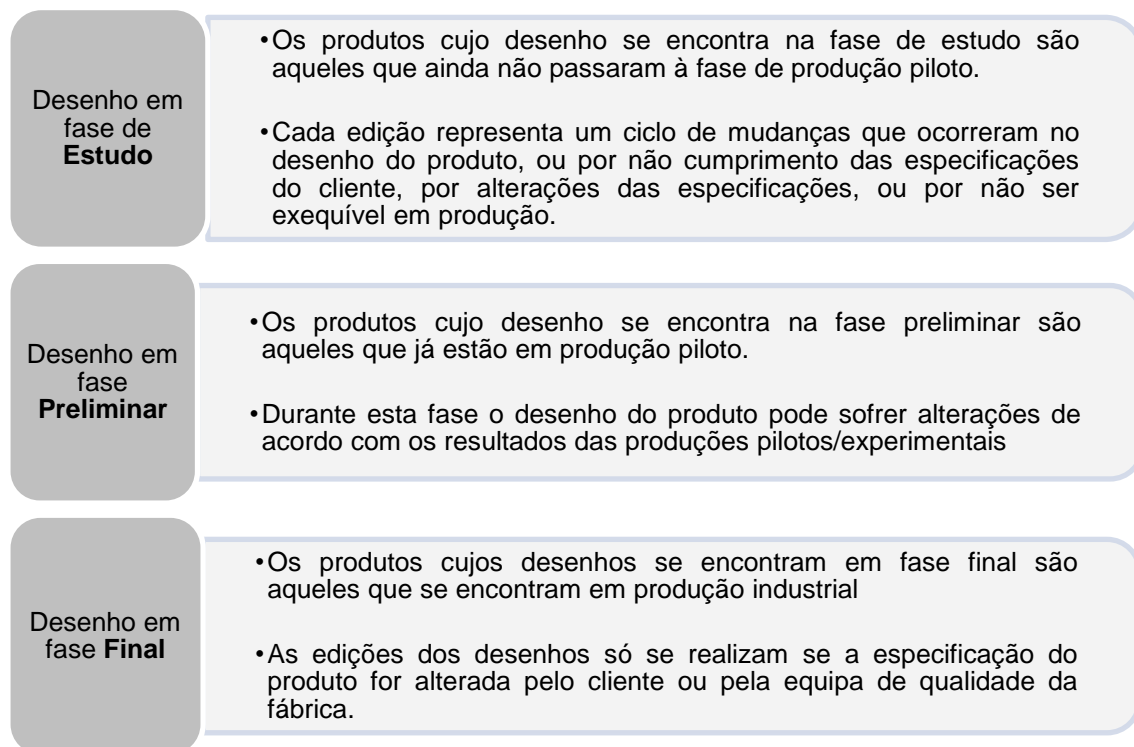 Desenho em
fase de
Estudo
•Os produtos cujo desenho se encontra na fase de estudo são
aqueles que ainda não passaram à fase de produção piloto.
•Cada edição representa um ciclo de mudanças que ocorreram no
desenho do produto, ou por não cumprimento das especificações
do cliente, por alterações das especificações, ou por não ser
exequível em produção.
Desenho em
fase
Preliminar
•Os produtos cujo desenho se encontra na fase preliminar são
aqueles que já estão em produção piloto.
•Durante esta fase o desenho do produto pode sofrer alterações de
acordo com os resultados das produções pilotos/experimentais
Desenho em
fase Final
•Os produtos cujos desenhos se encontram em fase final são
aqueles que se encontram em produção industrial
•As edições dos desenhos só se realizam se a especificação do
produto for alterada pelo cliente ou pela equipa de qualidade da
fábrica.